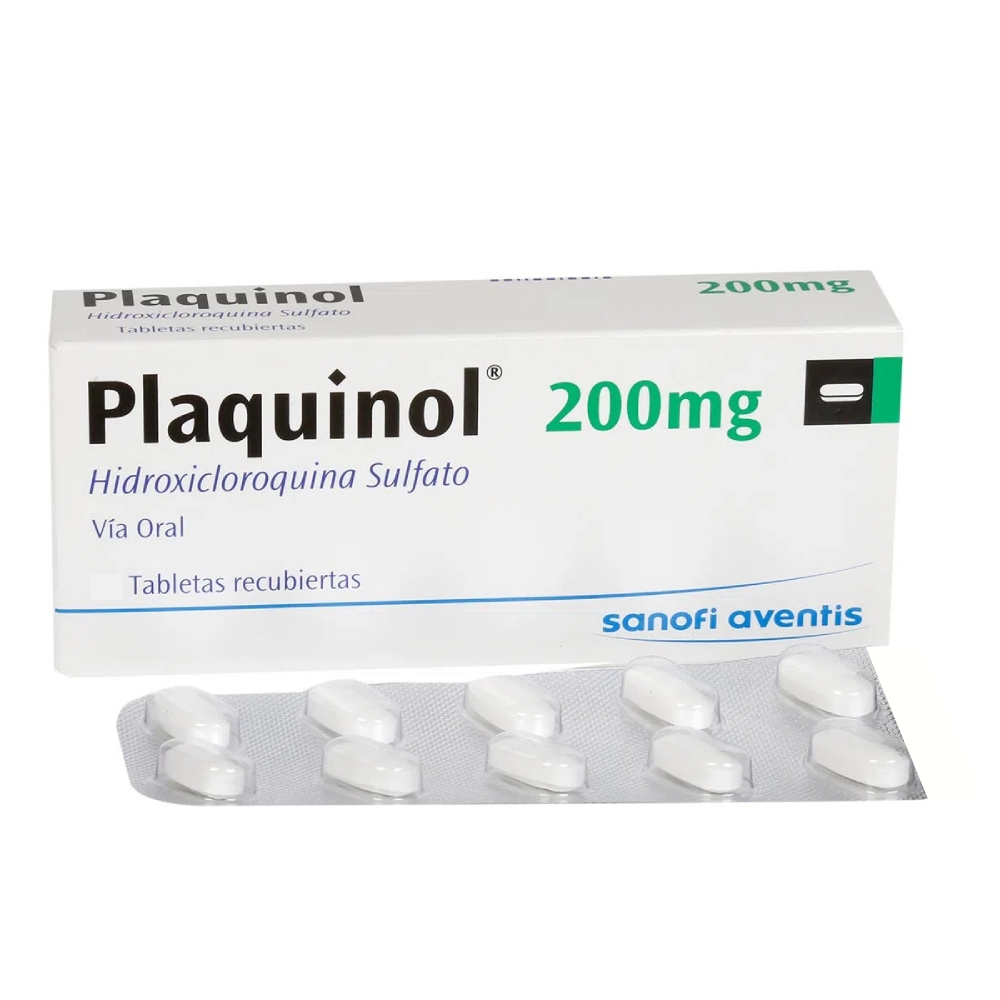 Plaquinol 200mg
Hidroxicloroquina Sulfato
Tabletas recubiertas
Plaquinol® 200mg
Hidroxicloroquina Sulfato
Vía Oral
Tabletas recubiertas
sanofi aventis